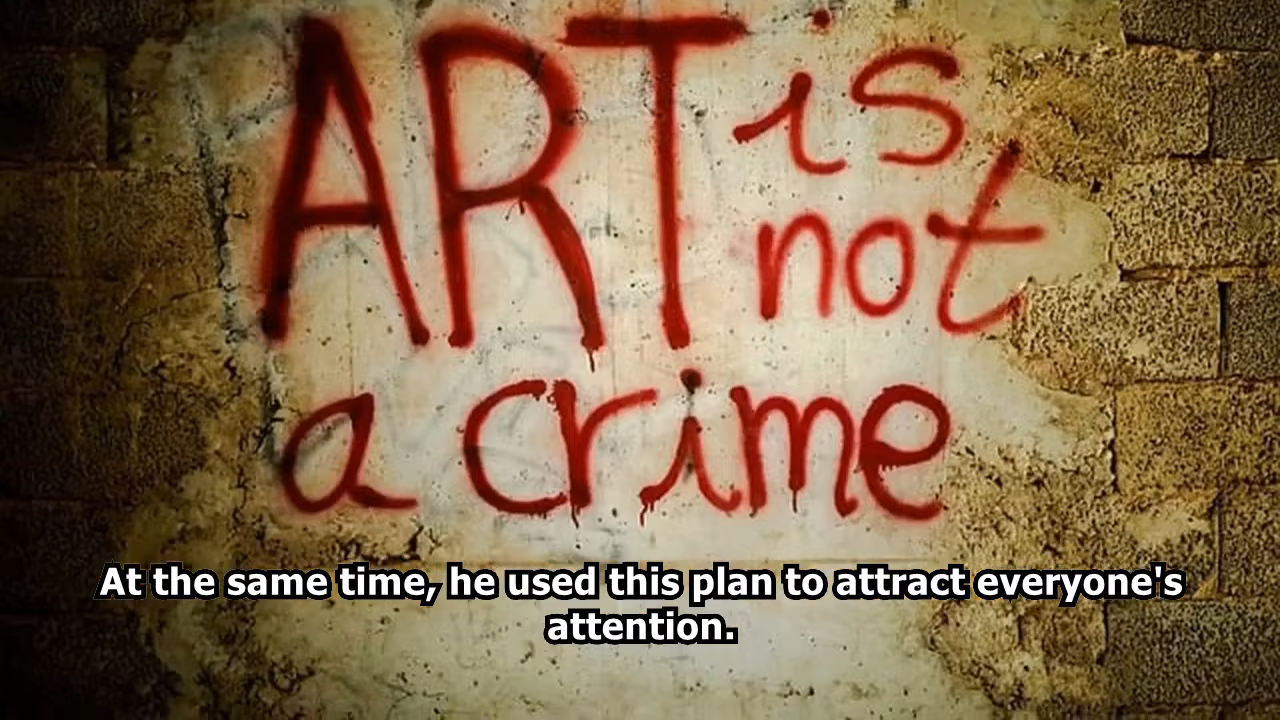 ART is
not
a crime
At the same time, he used this plan to attract everyone's
attention.